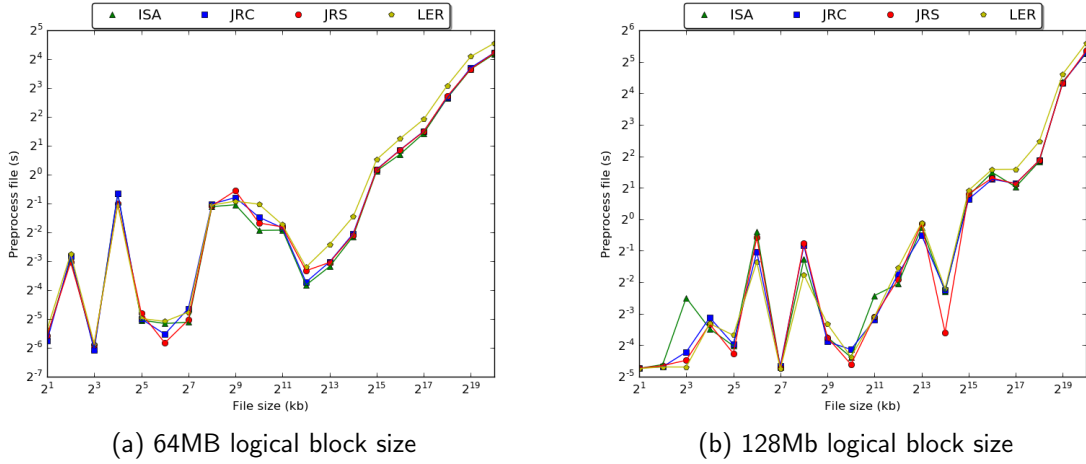 ISA JRC JRS LER
2^5
2^4
2^3
2^2
2^1
2^0
2^-1
2^-2
2^-3
2^-4
2^-5
2^-6
2^-7
Preprocess file (s)
2^1 2^3 2^5 2^7 2^9 2^11 2^13 2^15 2^17 2^19
File size (kb)
(a) 64MB logical block size
ISA JRC JRS LER
2^6
2^5
2^4
2^3
2^2
2^1
2^0
2^-1
2^-2
2^-3
2^-4
2^-5
Preprocess file (s)
2^1 2^3 2^5 2^7 2^9 2^11 2^13 2^15 2^17 2^19
File size (kb)
(b) 128Mb logical block size